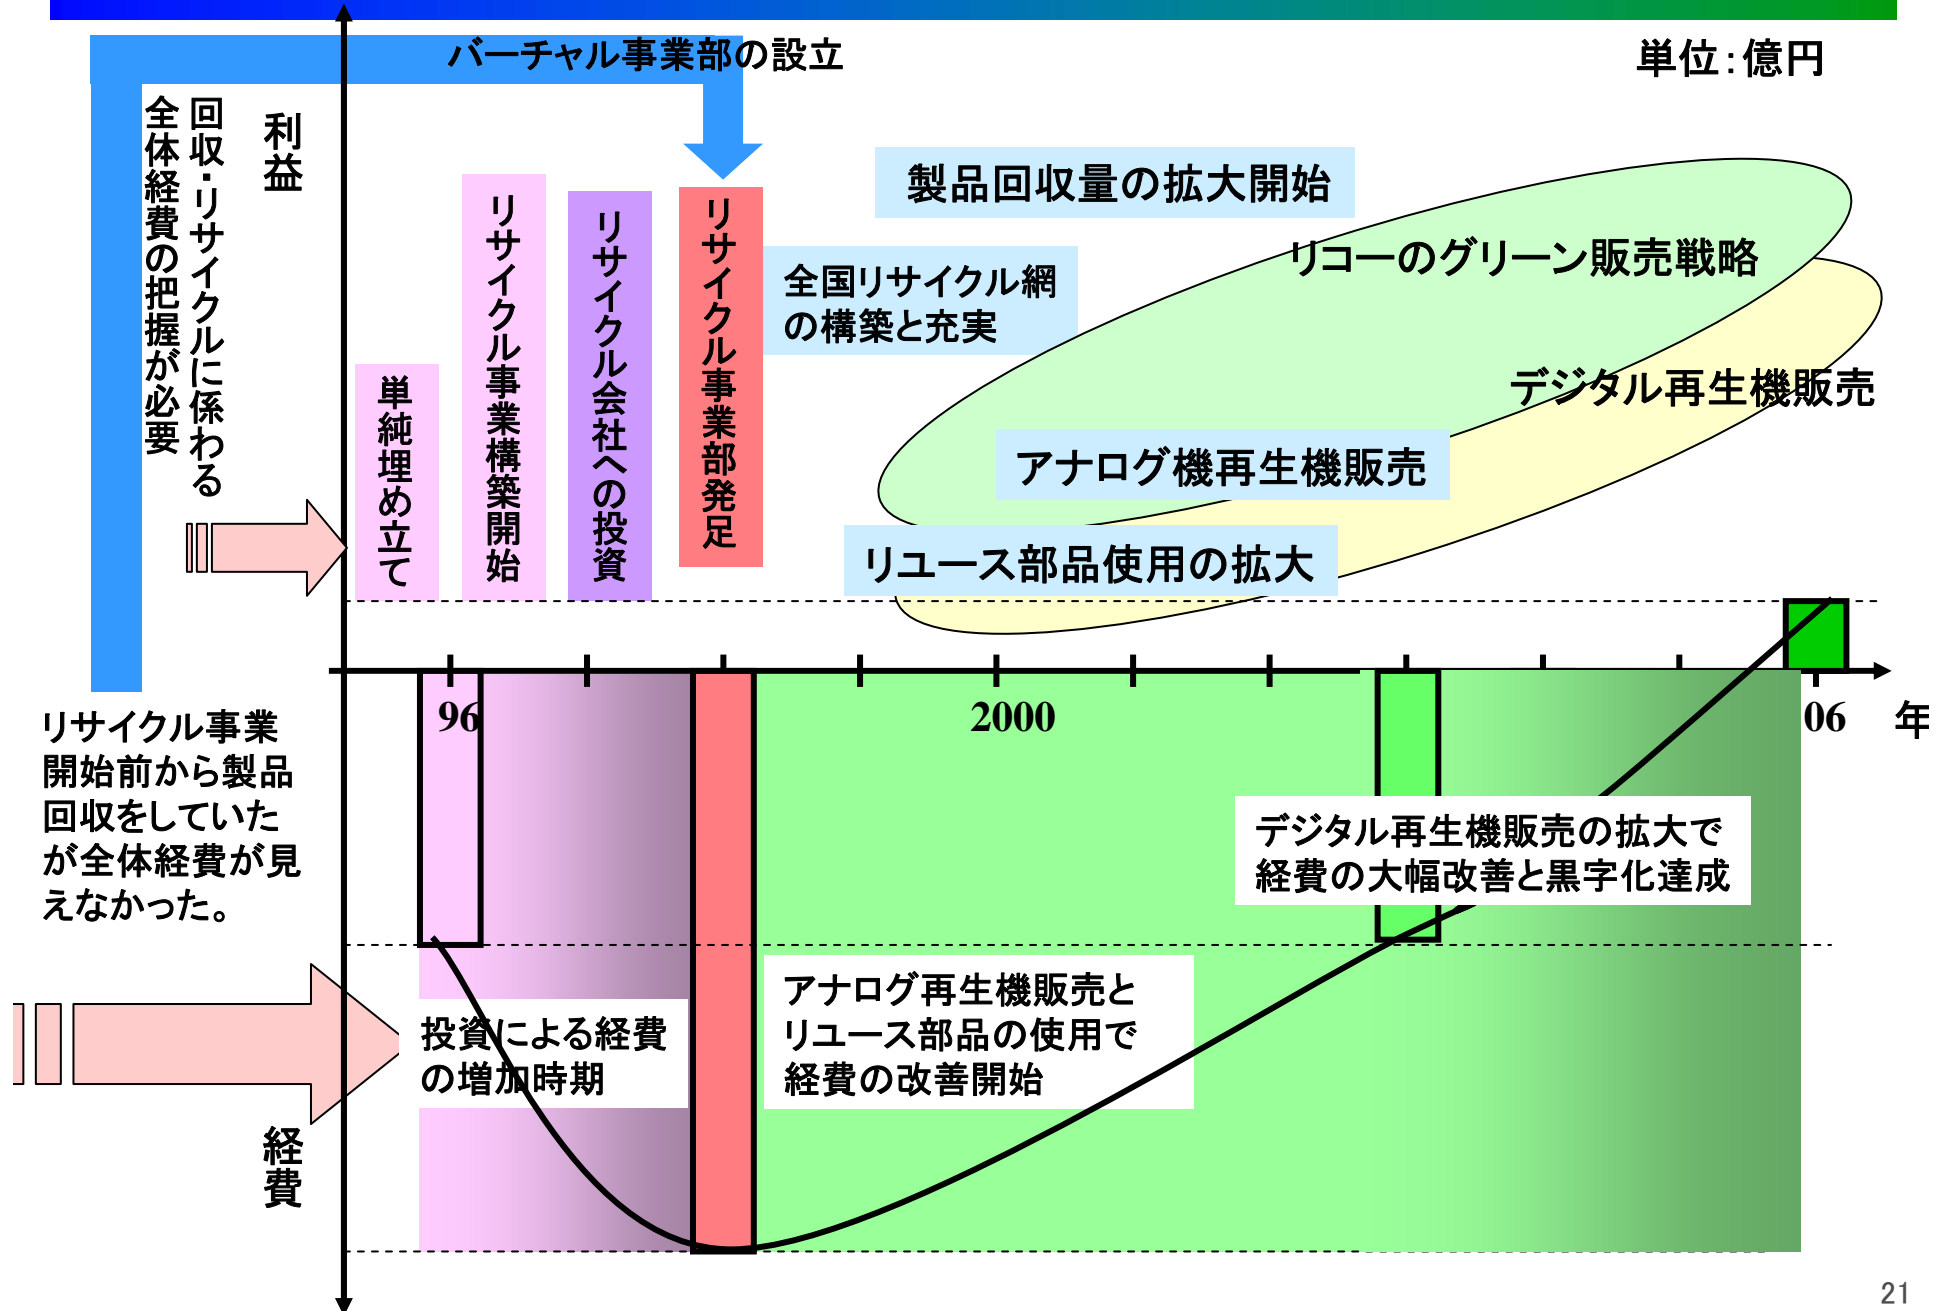 バーチャル事業部の設立
単位：億円
回収・リサイクルに係わる
全体経費の把握が必要
利益
単純埋め立て
リサイクル事業構築開始
リサイクル会社への投資
リサイクル事業部発足
製品回収量の拡大開始
全国リサイクル網
の構築と充実
リコーのグリーン販売戦略
デジタル再生機販売
アナログ機再生機販売
リユース部品使用の拡大
96
2000
06
年
リサイクル事業
開始前から製品
回収をしていた
が全体経費が見
えなかった。
デジタル再生機販売の拡大で
経費の大幅改善と黒字化達成
アナログ再生機販売と
リユース部品の使用で
経費の改善開始
投資による経費
の増加時期
経費
21